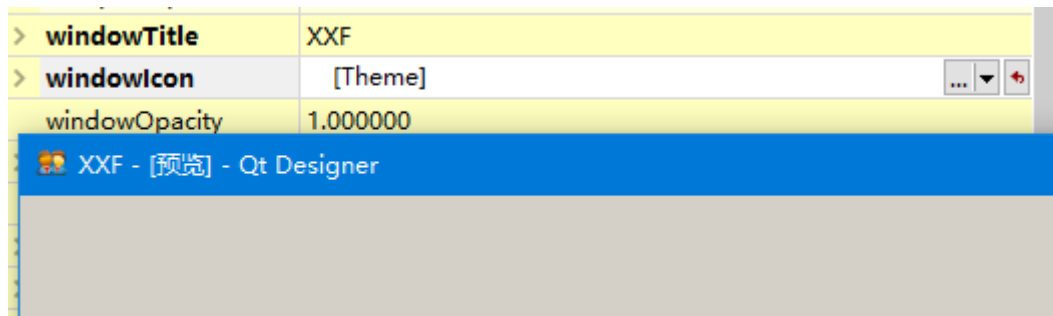 windowTitle XXF
windowIcon [Theme] ...
windowOpacity 1.000000
XXF - [预览] - Qt Designer